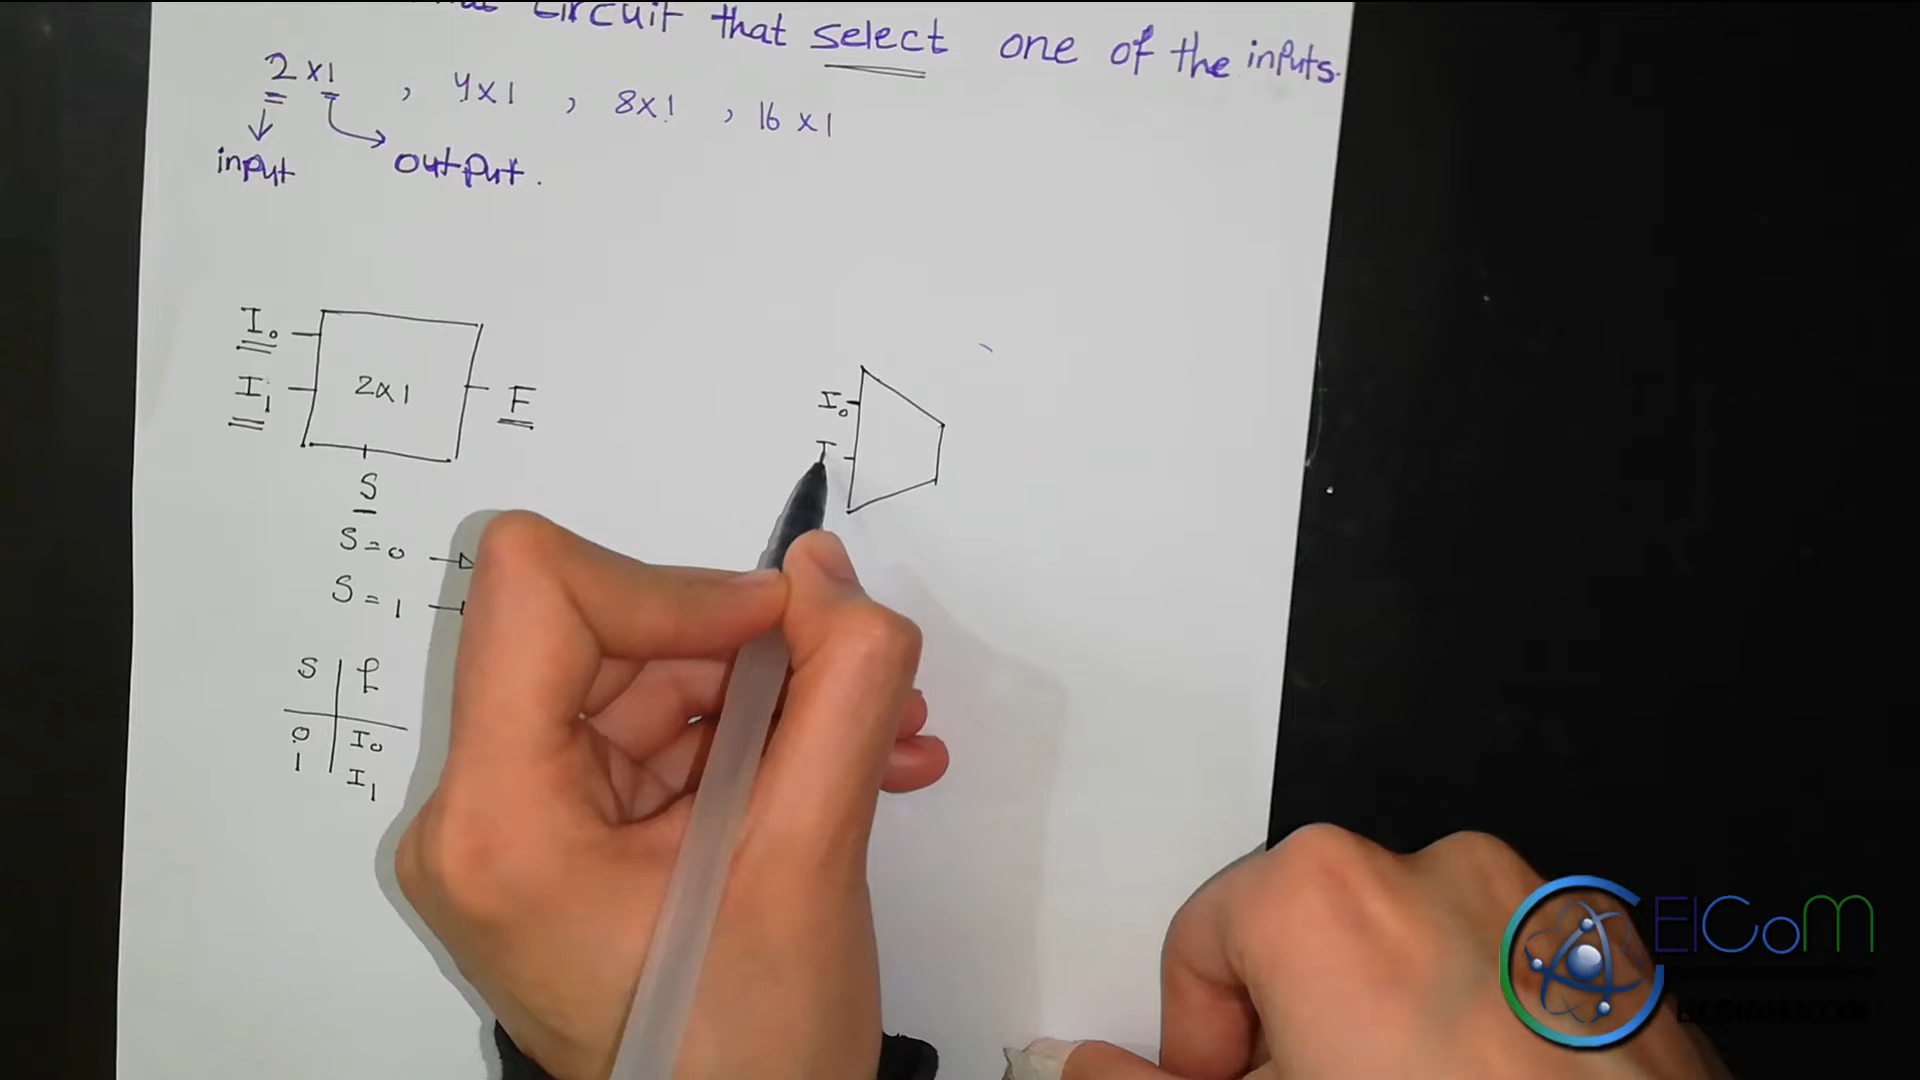 circuit that select one of the inputs.
2x1 , 4x1 , 8x1 , 16x1
input output.
I0
I1
2x1
F
S
S=0
S=1
S f
0 I0
1 I1
I0
I
ElCoM